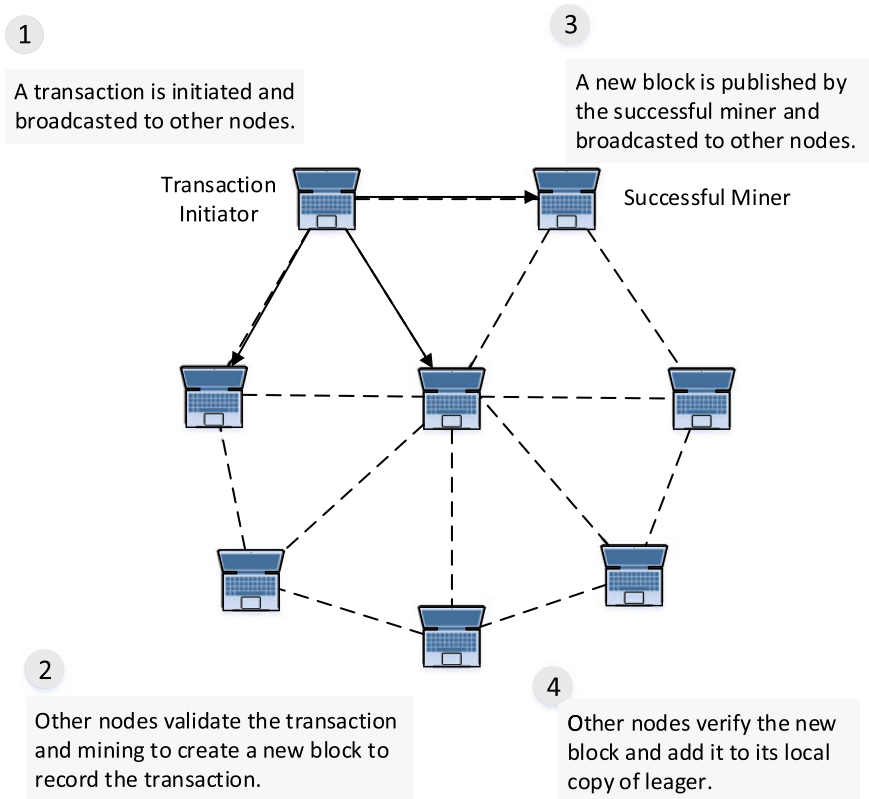 1
A transaction is initiated and
broadcasted to other nodes.
3
A new block is published by
the successful miner and
broadcasted to other nodes.
Transaction
Initiator
Successful Miner
2
Other nodes validate the transaction
and mining to create a new block to
record the transaction.
4
Other nodes verify the new
block and add it to its local
copy of leager.